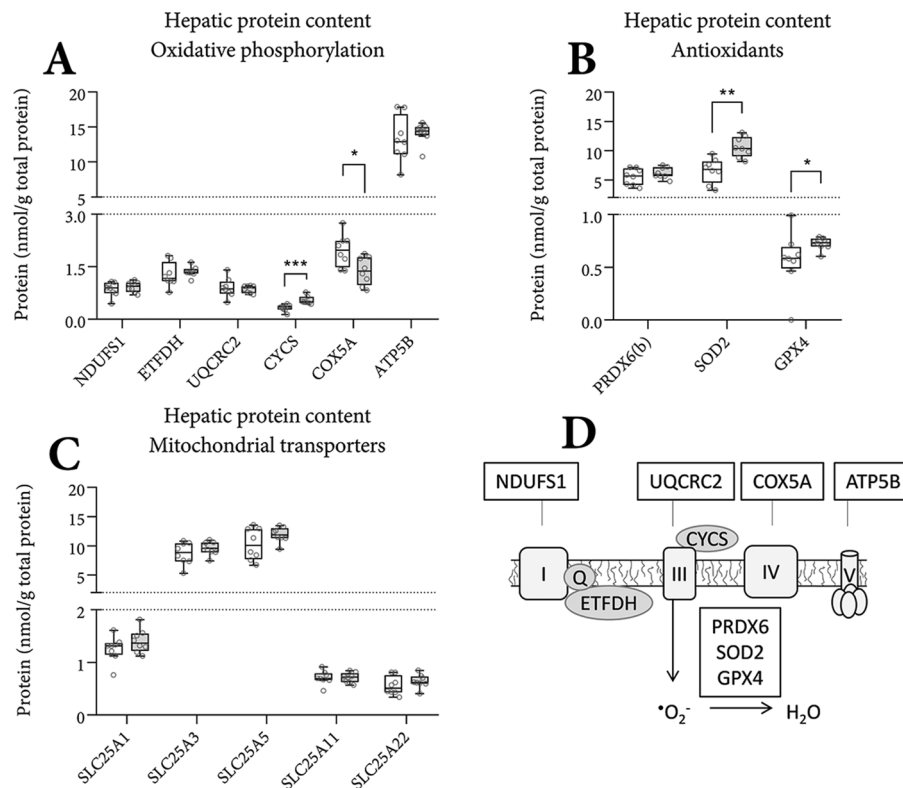 A
Hepatic protein content
Oxidative phosphorylation
Protein (nmol/g total protein)
20
15
10
5
3.0
1.5
0.0
*
***
NDUFS1
ETFDH
UQCRC2
CYCS
COX5A
ATP5B
B
Hepatic protein content
Antioxidants
Protein (nmol/g total protein)
20
15
10
5
1.0
0.5
0
**
*
PRDX6(b)
SOD2
GPX4
C
Hepatic protein content
Mitochondrial transporters
Protein (nmol/g total protein)
20
15
10
5
2
1
0
SLC25A1
SLC25A3
SLC25A5
SLC25A11
SLC25A22
D
NDUFS1
UQCRC2
COX5A
ATP5B
CYCS
I
Q
III
IV
V
ETFDH
PRDX6
SOD2
GPX4
•O₂⁻
H₂O